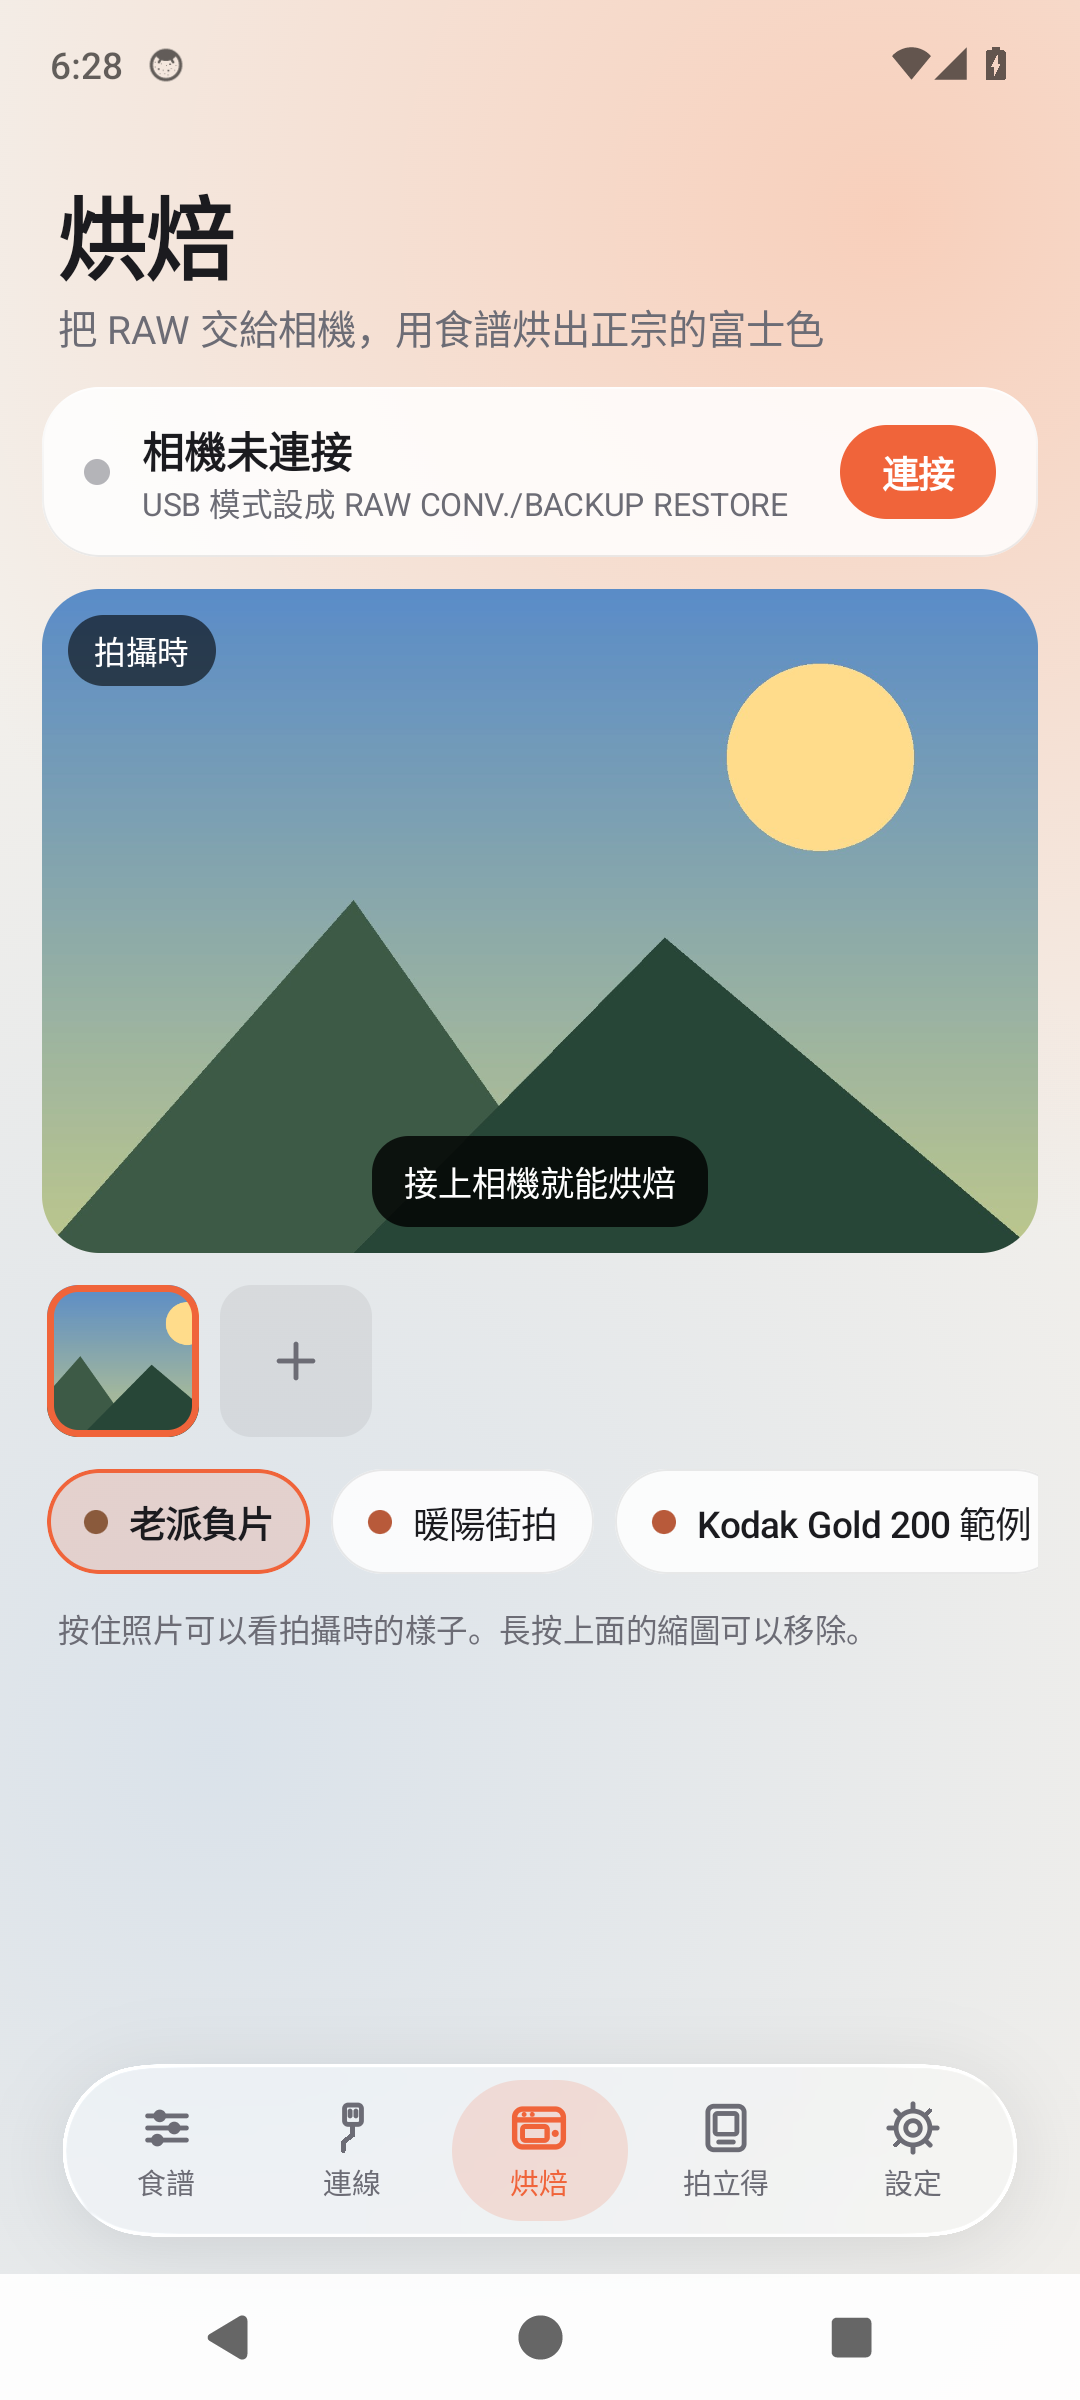 6:28
烘焙
把 RAW 交給相機，用食譜烘出正宗的富士色
相機未連接
USB 模式設成 RAW CONV./BACKUP RESTORE
連接
拍攝時
接上相機就能烘焙
老派負片
暖陽街拍
Kodak Gold 200 範例
按住照片可以看拍攝時的樣子。長按上面的縮圖可以移除。
食譜
連線
烘焙
拍立得
設定